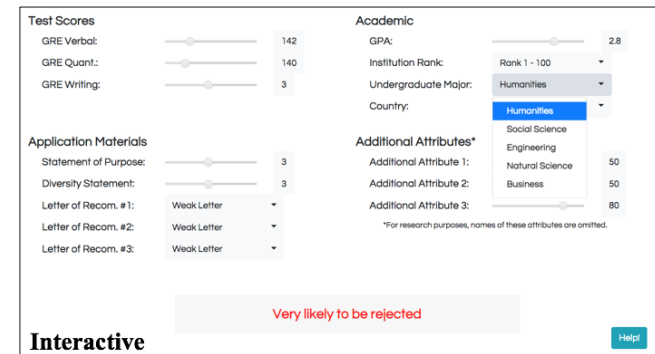 Test Scores
GRE Verbal: 142
GRE Quant.: 140
GRE Writing: 3
Application Materials
Statement of Purpose: 3
Diversity Statement: 3
Letter of Recom. #1: Weak Letter
Letter of Recom. #2: Weak Letter
Letter of Recom. #3: Weak Letter
Academic
GPA: 2.8
Institution Rank: Rank 1 - 100
Undergraduate Major: Humanities
Country:
Humanities
Social Science
Engineering
Natural Science
Business
Additional Attributes*
Additional Attribute 1: 50
Additional Attribute 2: 50
Additional Attribute 3: 80
*For research purposes, names of these attributes are omitted.
Very likely to be rejected
Interactive
Help!